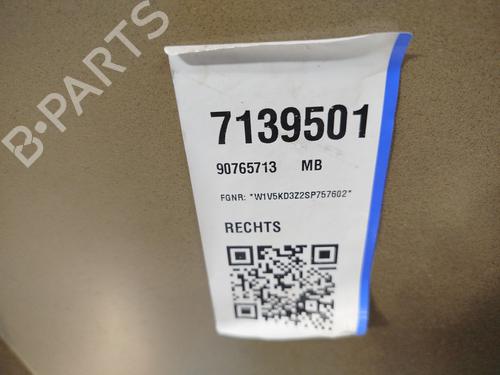 B-PARTS
7139501
90765713 MB
FGNR: "W1V5KD3Z2SP757602"
RECHTS